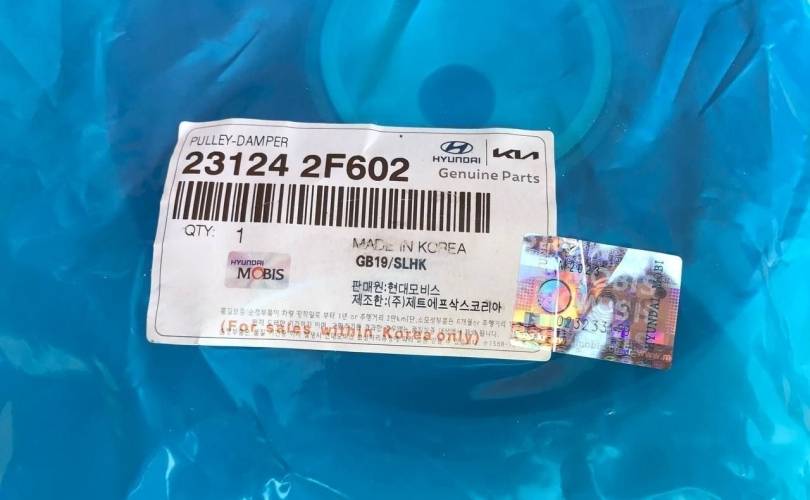 PULLEY-DAMPER
23124 2F602
HYUNDAI KIA
Genuine Parts
QTY: 1
MADE IN KOREA
GB19/SLHK
HYUNDAI
MOBIS
판매원:현대모비스
제조한:(주)제트에프삭스코리아
(For sales within Korea only)